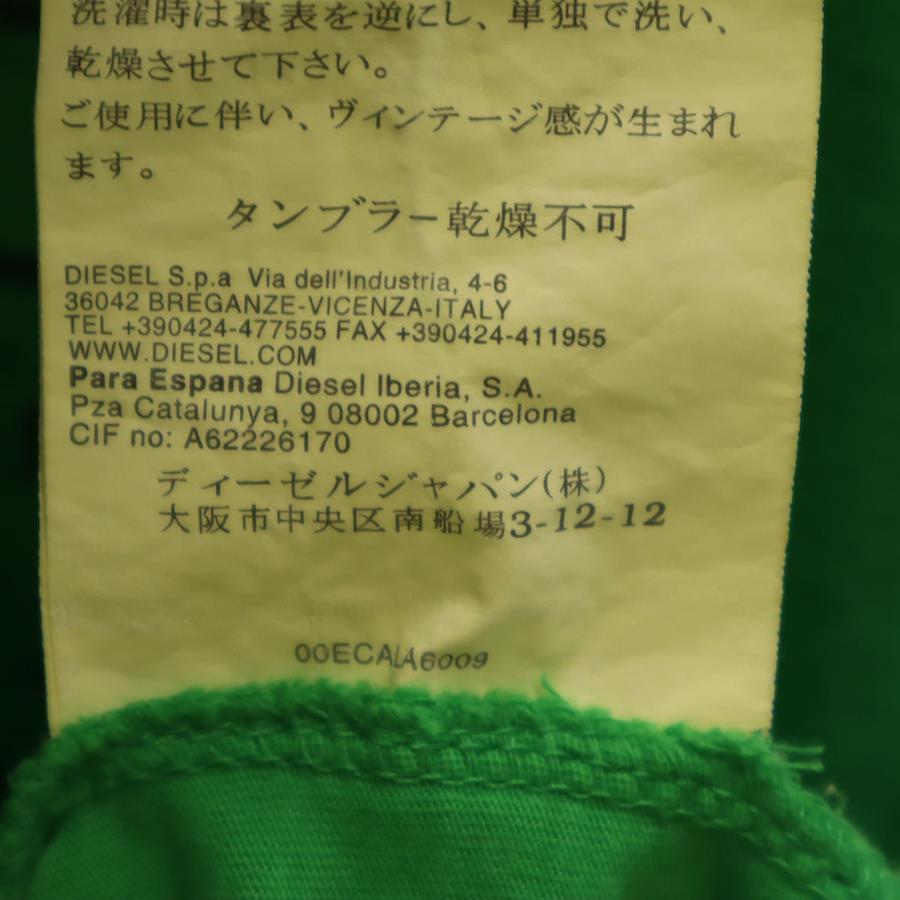 洗濯時は裏表を逆にし、単独で洗い、
乾燥させて下さい。
ご使用に伴い、ヴィンテージ感が生まれ
ます。
タンブラー乾燥不可
DIESEL S.p.a Via dell'Industria, 4-6
36042 BREGANZE-VICENZA-ITALY
TEL +390424-477555 FAX +390424-411955
WWW.DIESEL.COM
Para Espana Diesel Iberia, S.A.
Pza Catalunya, 9 08002 Barcelona
CIF no: A62226170
ディーゼルジャパン(株)
大阪市中央区南船場3-12-12